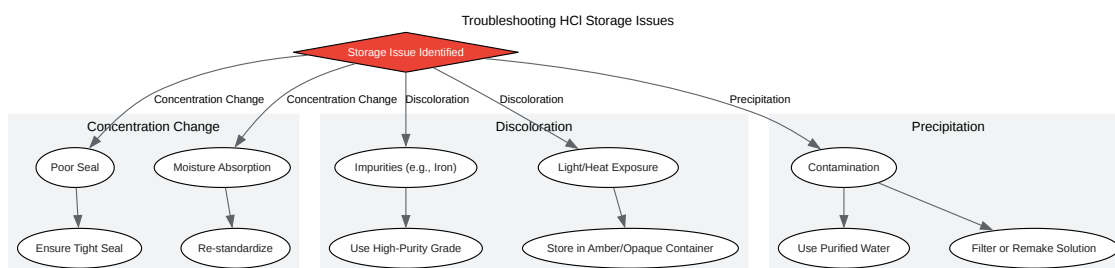 Troubleshooting HCl Storage Issues
Storage Issue Identified
Concentration Change
Concentration Change
Discoloration
Discoloration
Precipitation
Concentration Change
Discoloration
Precipitation
Poor Seal
Moisture Absorption
Impurities (e.g., Iron)
Light/Heat Exposure
Contamination
Ensure Tight Seal
Re-standardize
Use High-Purity Grade
Store in Amber/Opaque Container
Use Purified Water
Filter or Remake Solution